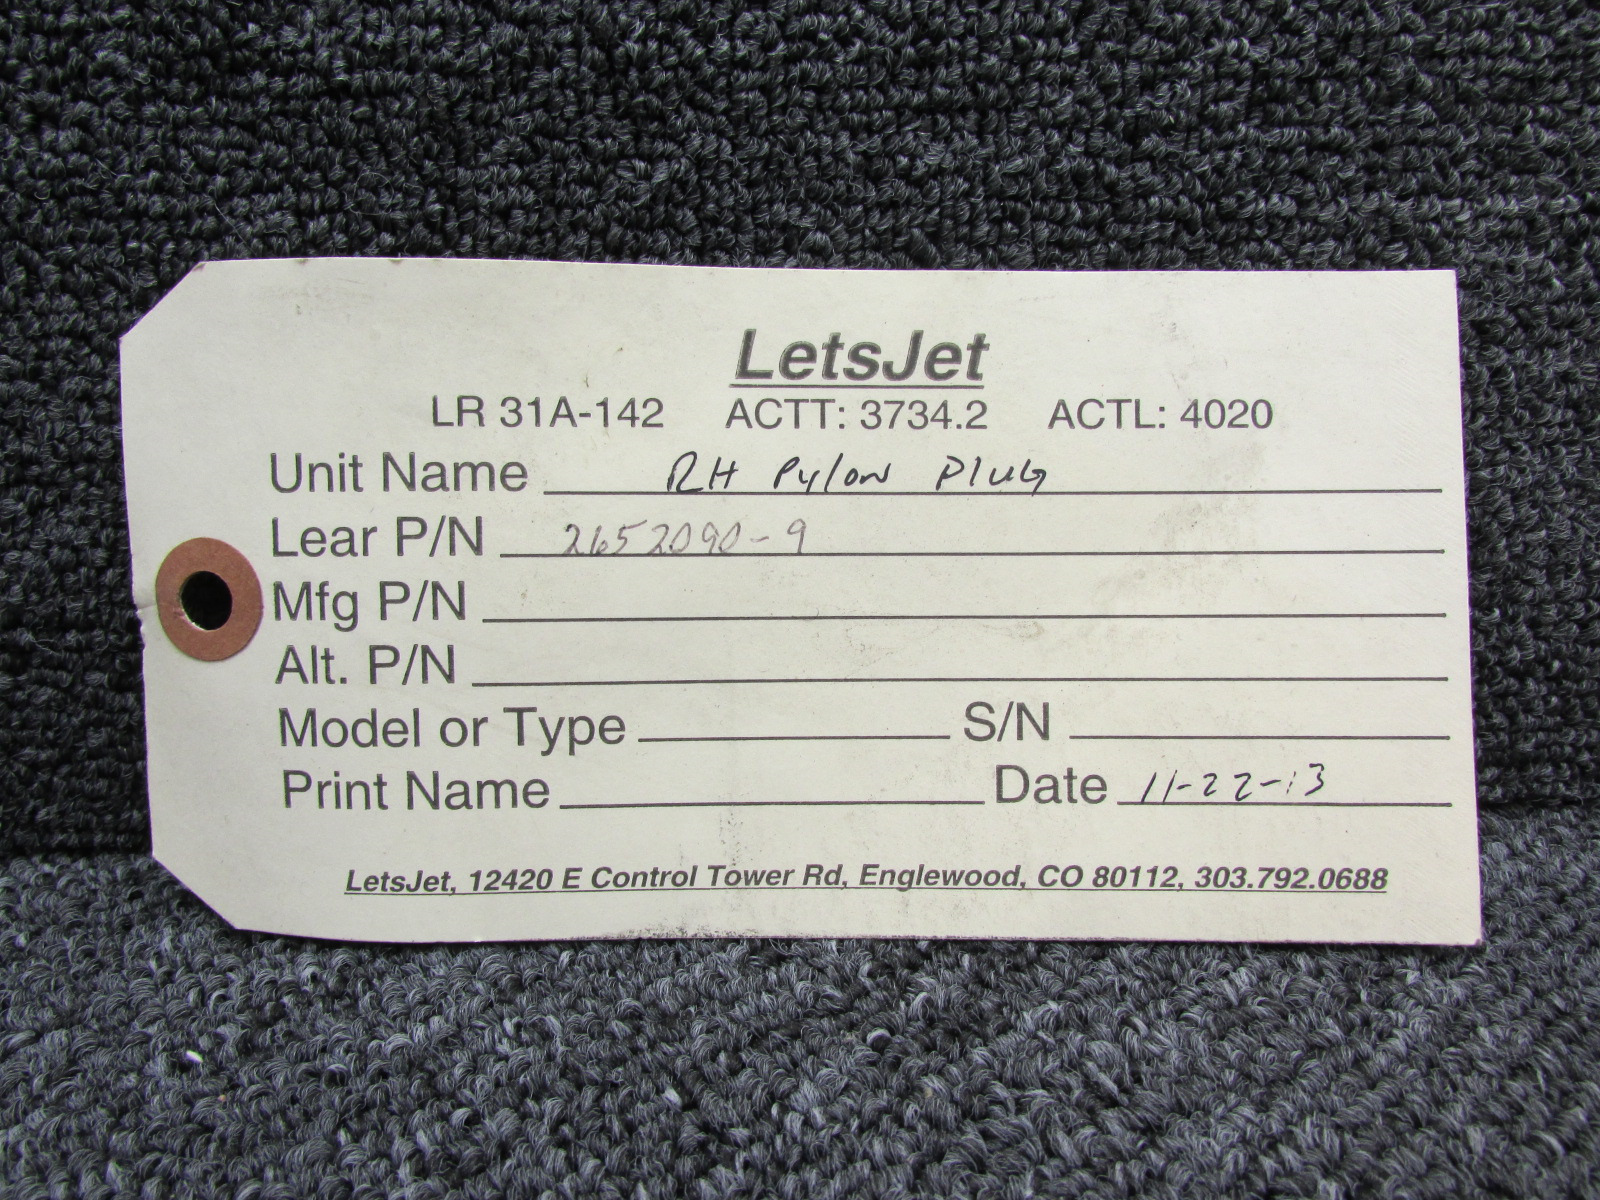 LetsJet
LR 31A-142 ACTT: 3734.2 ACTL: 4020
Unit Name RH Pylon Plug
Lear P/N 2652090-9
Mfg P/N
Alt. P/N
Model or Type S/N
Print Name Date 11-22-13
LetsJet, 12420 E Control Tower Rd, Englewood, CO 80112, 303.792.0688